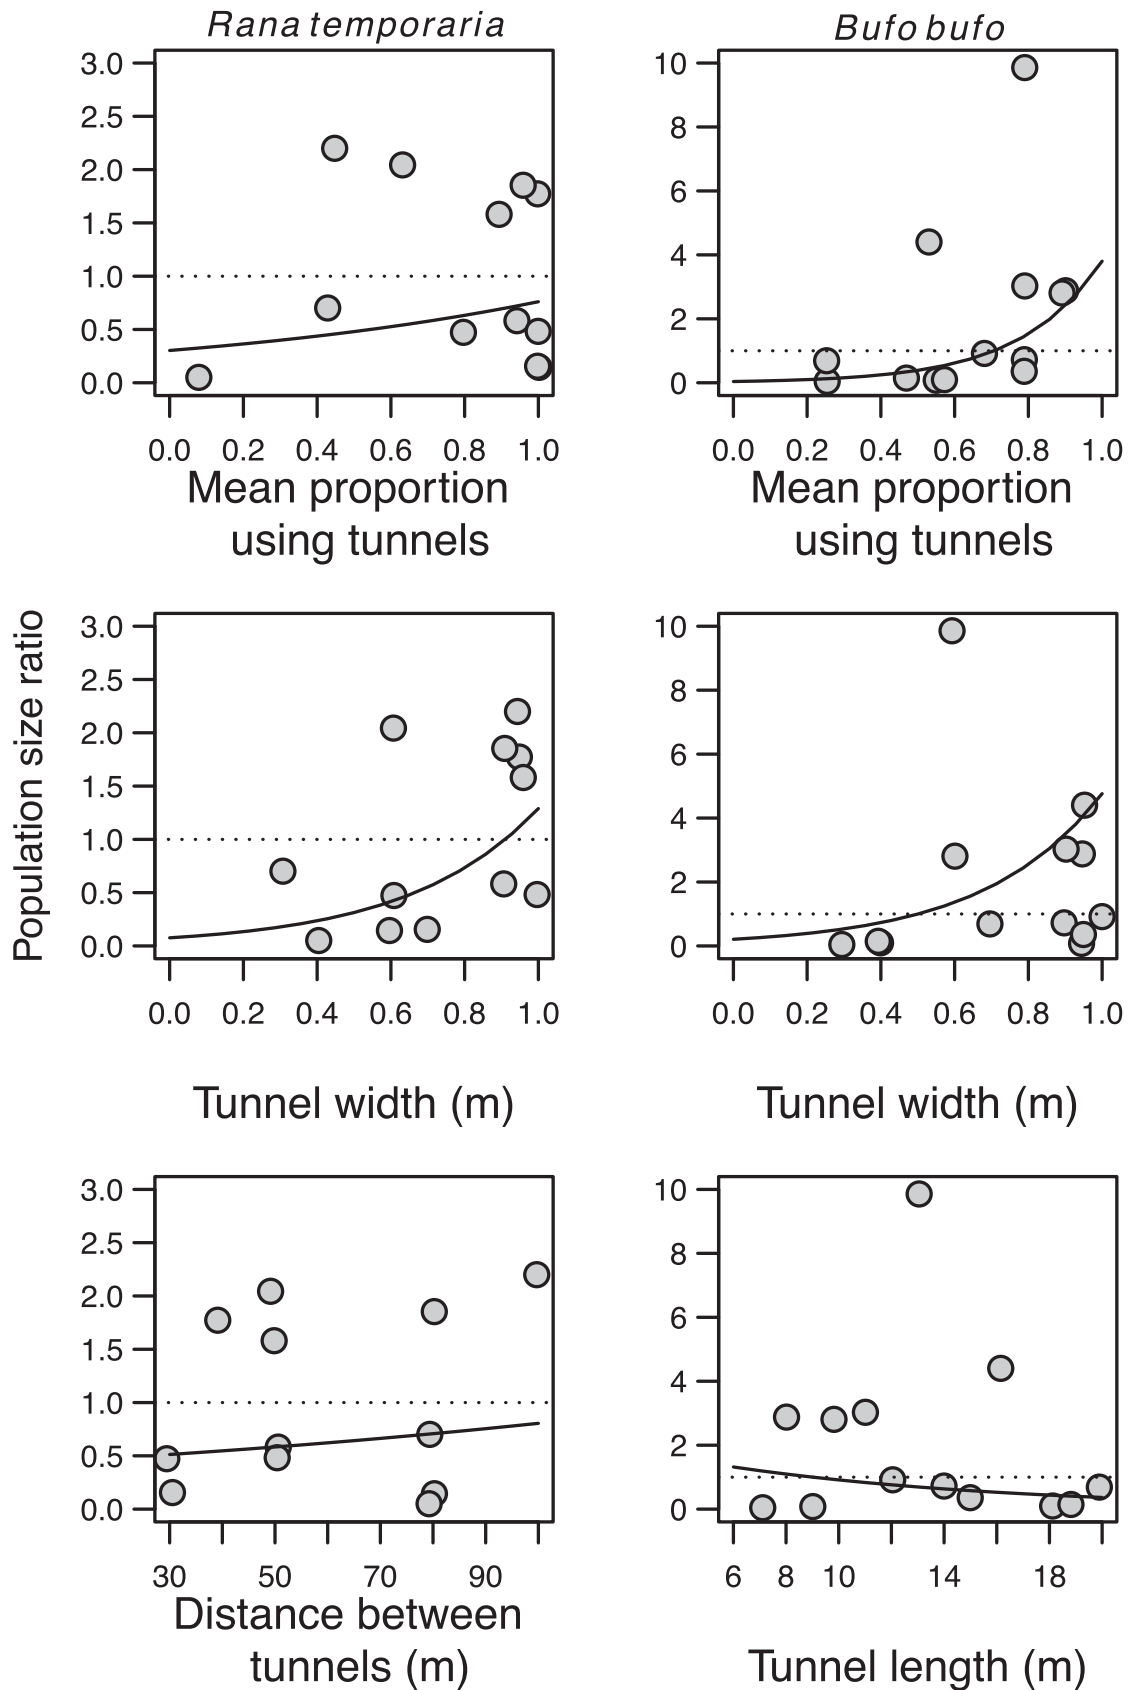 Rana temporaria
Bufo bufo
3.0
2.5
2.0
1.5
1.0
0.5
0.0
0.0 0.2 0.4 0.6 0.8 1.0
Mean proportion
using tunnels
10
8
6
4
2
0
0.0 0.2 0.4 0.6 0.8 1.0
Mean proportion
using tunnels
Population size ratio
3.0
2.5
2.0
1.5
1.0
0.5
0.0
0.0 0.2 0.4 0.6 0.8 1.0
Tunnel width (m)
10
8
6
4
2
0
0.0 0.2 0.4 0.6 0.8 1.0
Tunnel width (m)
3.0
2.5
2.0
1.5
1.0
0.5
0.0
30 50 70 90
Distance between
tunnels (m)
10
8
6
4
2
0
6 8 10 14 18
Tunnel length (m)